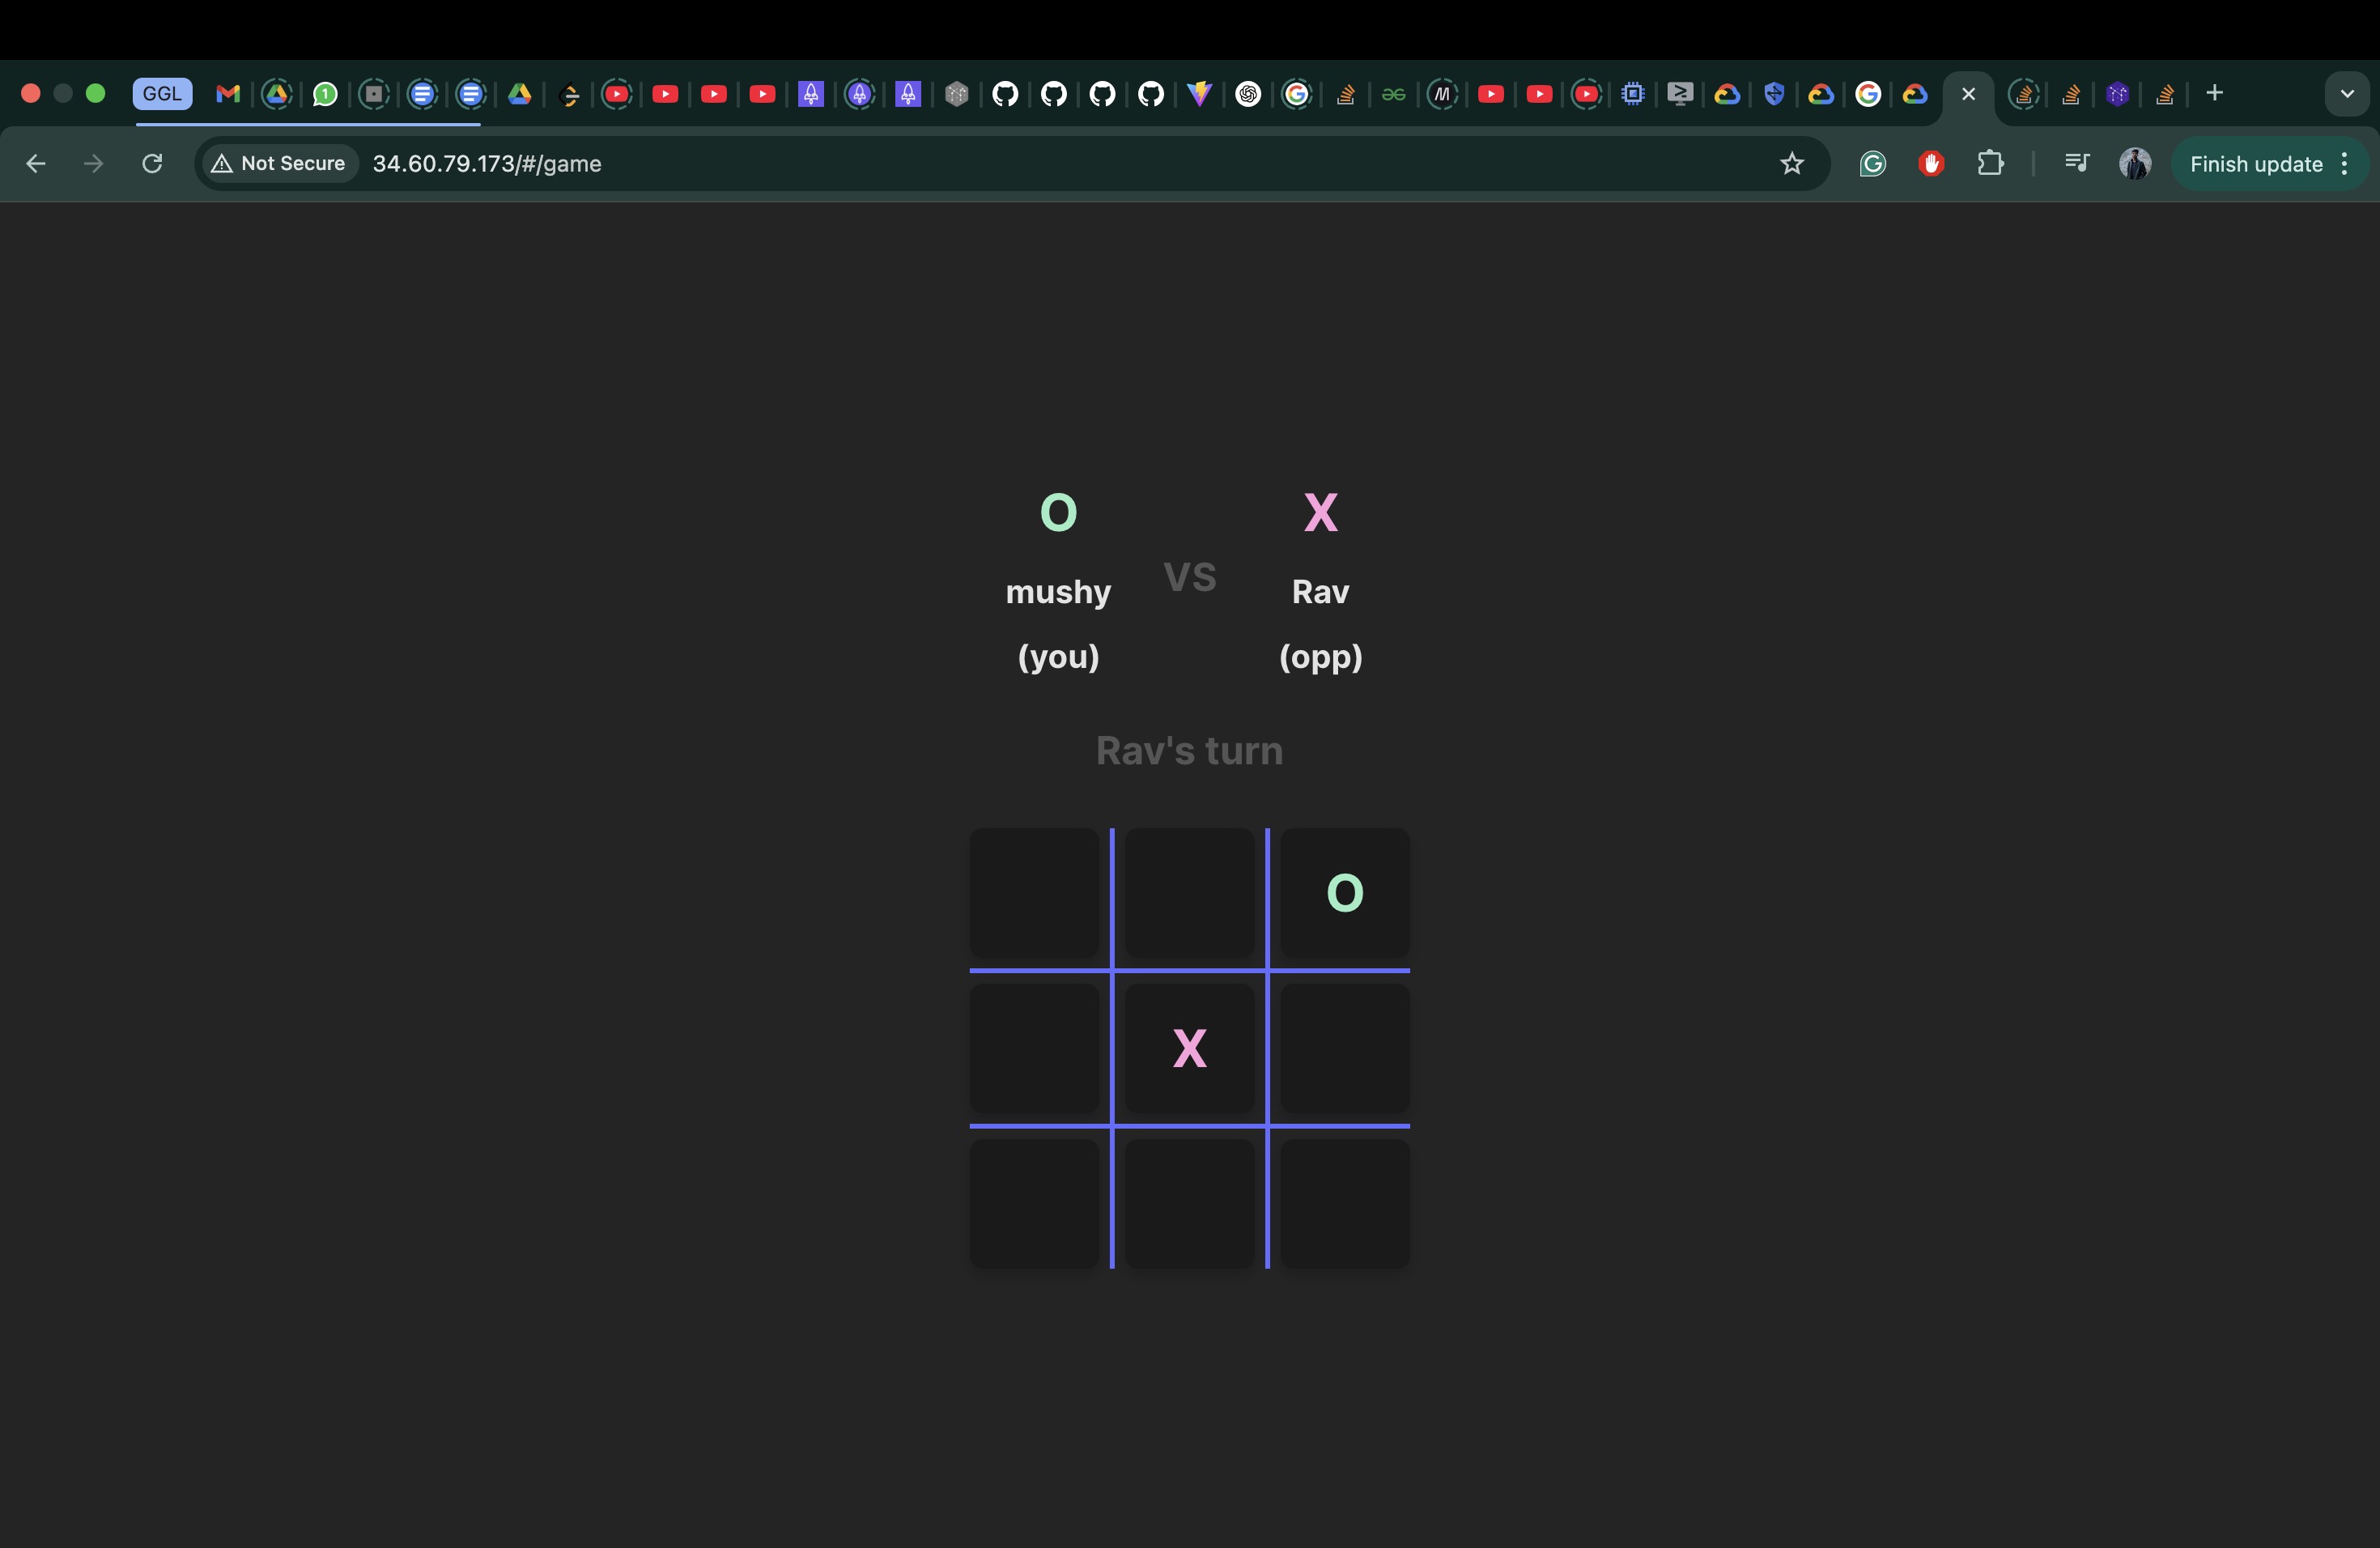 GGL
Not Secure 34.60.79.173/#/game Finish update
O X
VS
mushy Rav
(you) (opp)
Rav's turn
O
X